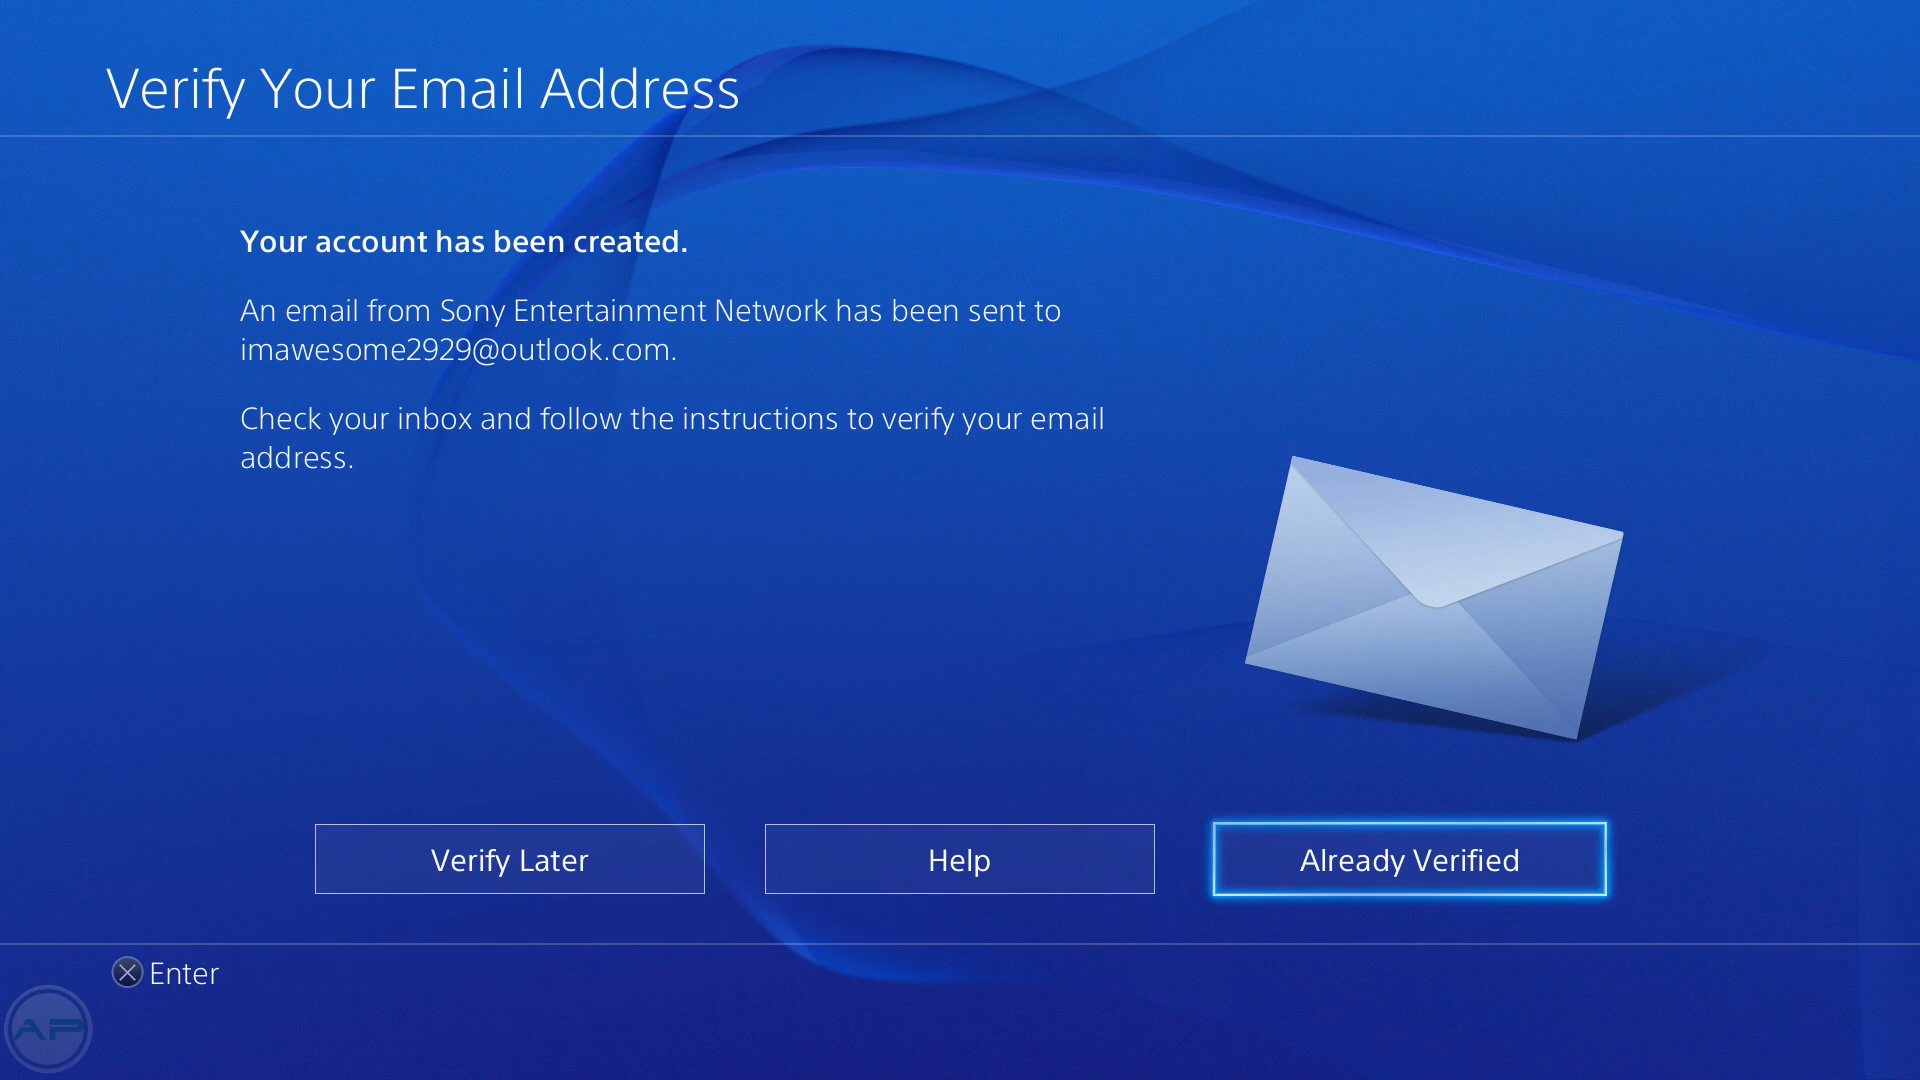 Verify Your Email Address
Your account has been created.
An email from Sony Entertainment Network has been sent to
imawesome2929@outlook.com.
Check your inbox and follow the instructions to verify your email
address.
Verify Later
Help
Already Verified
Enter
AP